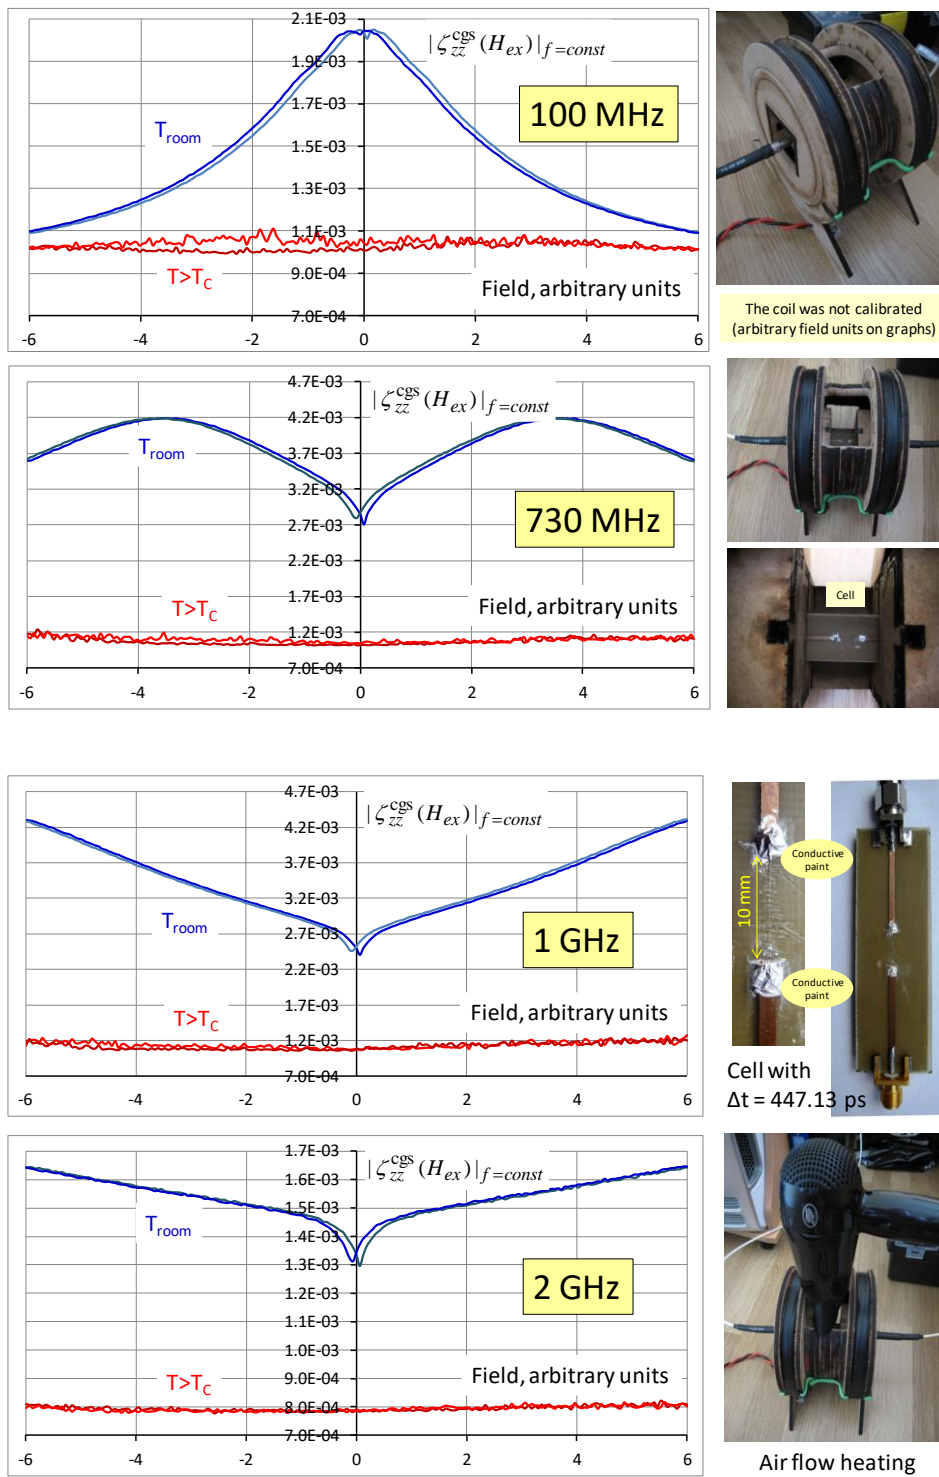 2.1E-03
1.9E-03
1.7E-03
1.5E-03
1.3E-03
1.1E-03
9.0E-04
7.0E-04
|ζzz^cgs(Hex)|f=const
100 MHz
Troom
T>TC
Field, arbitrary units
-6 -4 -2 0 2 4 6
The coil was not calibrated
(arbitrary field units on graphs)
4.7E-03
4.2E-03
3.7E-03
3.2E-03
2.7E-03
2.2E-03
1.7E-03
1.2E-03
7.0E-04
|ζzz^cgs(Hex)|f=const
Troom
730 MHz
T>TC
Field, arbitrary units
-6 -4 -2 0 2 4 6
Cell
4.7E-03
4.2E-03
3.7E-03
3.2E-03
2.7E-03
2.2E-03
1.7E-03
1.2E-03
7.0E-04
|ζzz^cgs(Hex)|f=const
Troom
1 GHz
T>TC
Field, arbitrary units
-6 -4 -2 0 2 4 6
Conductive
paint
10 mm
Conductive
paint
Cell with
Δt = 447.13 ps
1.7E-03
1.6E-03
1.5E-03
1.4E-03
1.3E-03
1.2E-03
1.1E-03
1.0E-03
9.0E-04
8.0E-04
7.0E-04
|ζzz^cgs(Hex)|f=const
Troom
2 GHz
T>TC
Field, arbitrary units
-6 -4 -2 0 2 4 6
Air flow heating